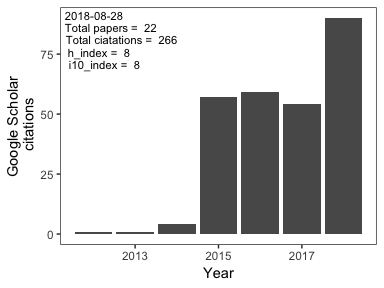 2018-08-28
Total papers = 22
Total ciatations = 266
h_index = 8
i10_index = 8
75
50
25
0
Google Scholar
citations
2013
2015
2017
Year